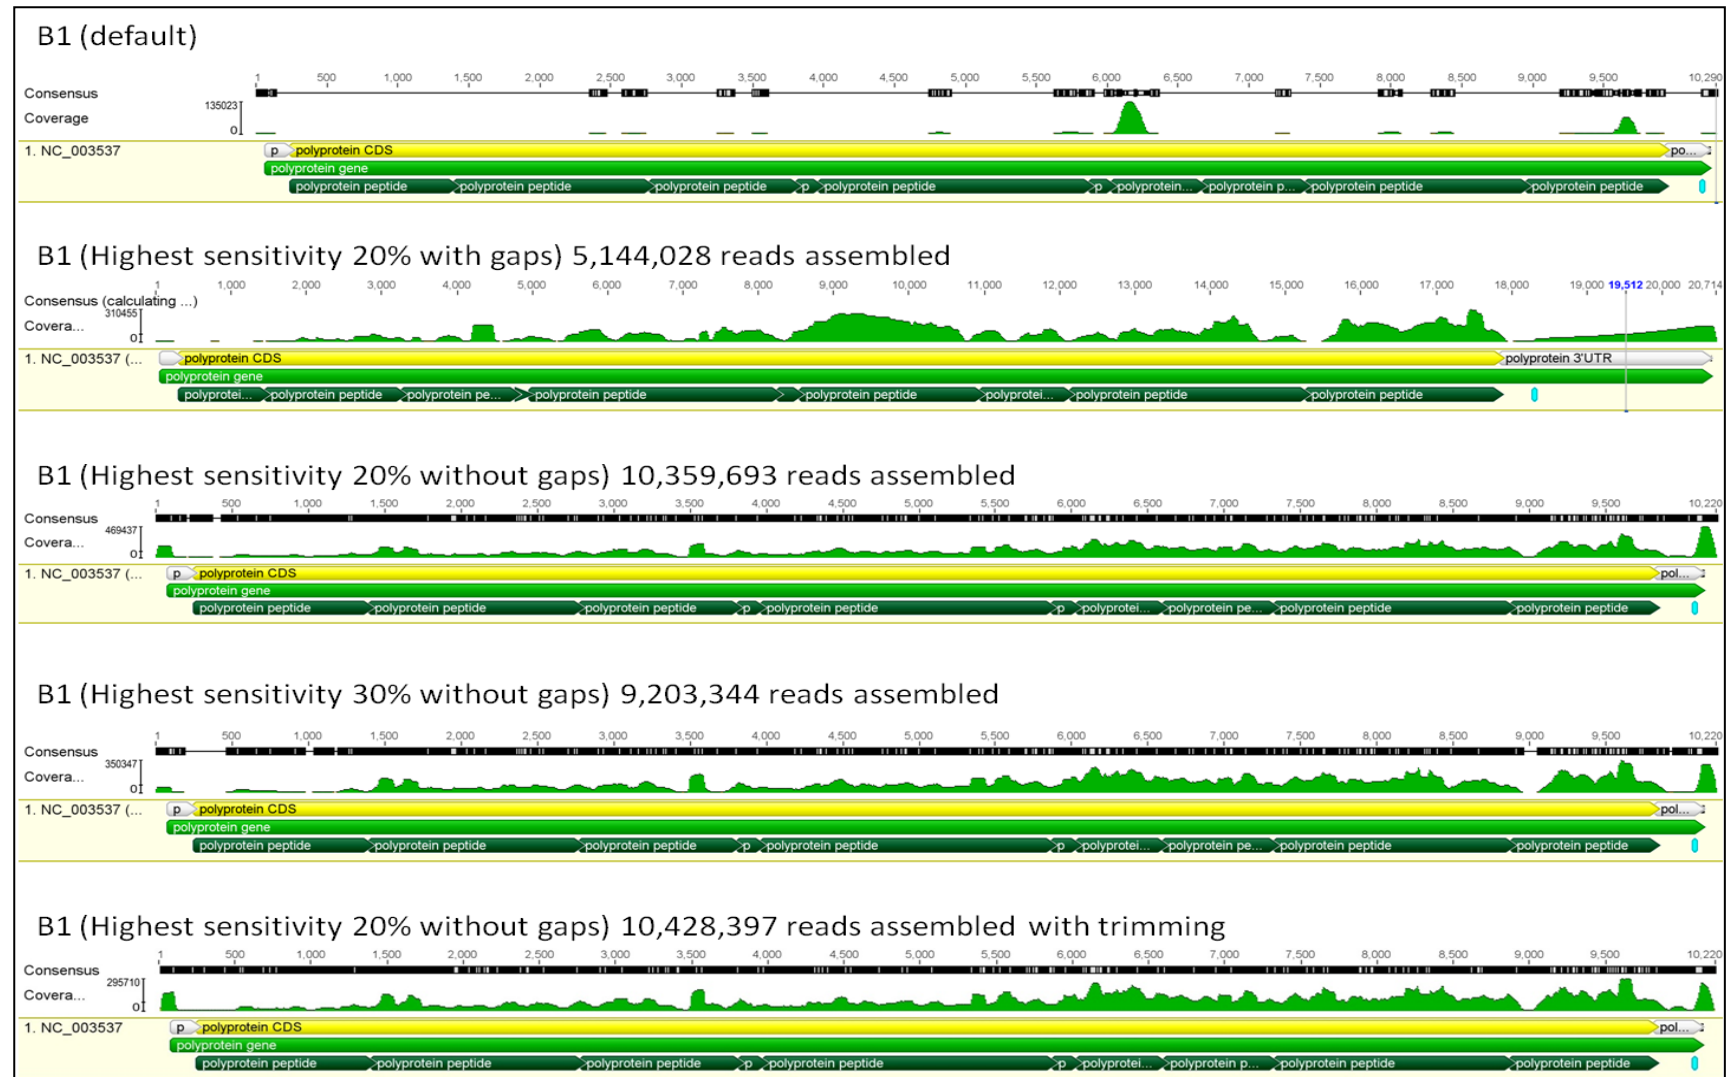 B1 (default)
1 500 1,000 1,500 2,000 2,500 3,000 3,500 4,000 4,500 5,000 5,500 6,000 6,500 7,000 7,500 8,000 8,500 9,000 9,500 10,290
Consensus
135023
Coverage
0
1. NC_003537 p polyprotein CDS po...
polyprotein gene
polyprotein peptide polyprotein peptide polyprotein peptide p polyprotein peptide p polyprotein... polyprotein p... polyprotein peptide polyprotein peptide
B1 (Highest sensitivity 20% with gaps) 5,144,028 reads assembled
1 1,000 2,000 3,000 4,000 5,000 6,000 7,000 8,000 9,000 10,000 11,000 12,000 13,000 14,000 15,000 16,000 17,000 18,000 19,000 19,512 20,000 20,714
Consensus (calculating ...)
310455
Covera...
0
1. NC_003537 (... polyprotein CDS polyprotein 3'UTR
polyprotein gene
polyprotei... polyprotein peptide polyprotein pe... polyprotein peptide polyprotein peptide polyprotei... polyprotein peptide polyprotein peptide
B1 (Highest sensitivity 20% without gaps) 10,359,693 reads assembled
1 500 1,000 1,500 2,000 2,500 3,000 3,500 4,000 4,500 5,000 5,500 6,000 6,500 7,000 7,500 8,000 8,500 9,000 9,500 10,220
Consensus
469437
Covera...
0
1. NC_003537 (... p polyprotein CDS pol...
polyprotein gene
polyprotein peptide polyprotein peptide polyprotein peptide p polyprotein peptide p polyprotei... polyprotein pe... polyprotein peptide polyprotein peptide
B1 (Highest sensitivity 30% without gaps) 9,203,344 reads assembled
1 500 1,000 1,500 2,000 2,500 3,000 3,500 4,000 4,500 5,000 5,500 6,000 6,500 7,000 7,500 8,000 8,500 9,000 9,500 10,220
Consensus
350347
Covera...
0
1. NC_003537 (... p polyprotein CDS pol...
polyprotein gene
polyprotein peptide polyprotein peptide polyprotein peptide p polyprotein peptide p polyprotei... polyprotein pe... polyprotein peptide polyprotein peptide
B1 (Highest sensitivity 20% without gaps) 10,428,397 reads assembled with trimming
1 500 1,000 1,500 2,000 2,500 3,000 3,500 4,000 4,500 5,000 5,500 6,000 6,500 7,000 7,500 8,000 8,500 9,000 9,500 10,220
Consensus
295710
Covera...
0
1. NC_003537 p polyprotein CDS pol...
polyprotein gene
polyprotein peptide polyprotein peptide polyprotein peptide p polyprotein peptide p polyprotei... polyprotein p... polyprotein peptide polyprotein peptide